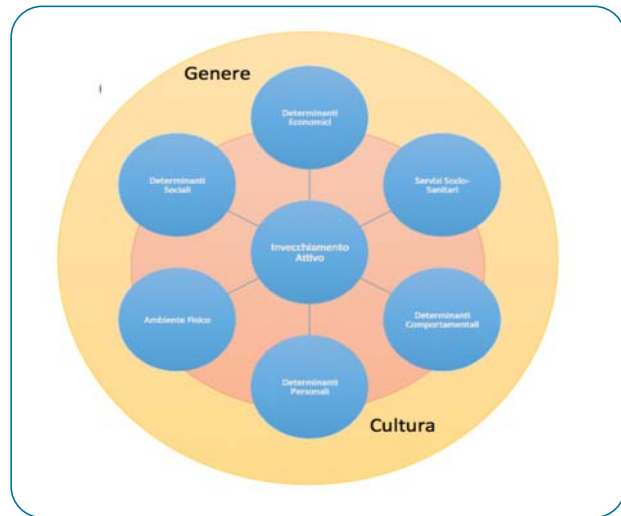 Genere
Determinanti
Economici
Determinanti
Sociali
Servizi Socio-
Sanitari
Invecchiamento
Attivo
Ambiente Fisico
Determinanti
Comportamentali
Determinanti
Personali
Cultura